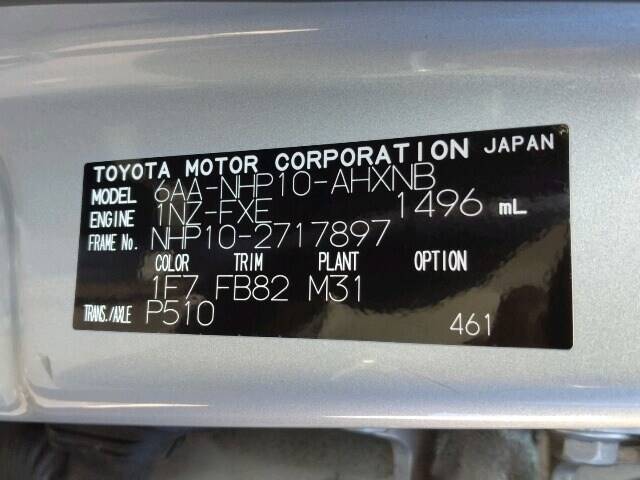 TOYOTA MOTOR CORPORATION JAPAN
MODEL 6AA-NHP10-AHXNB
ENGINE 1NZ-FXE 1496 mL
FRAME No. NHP10-2717897
COLOR TRIM PLANT OPTION
1F7 FB82 M31
TRANS./AXLE P510
461